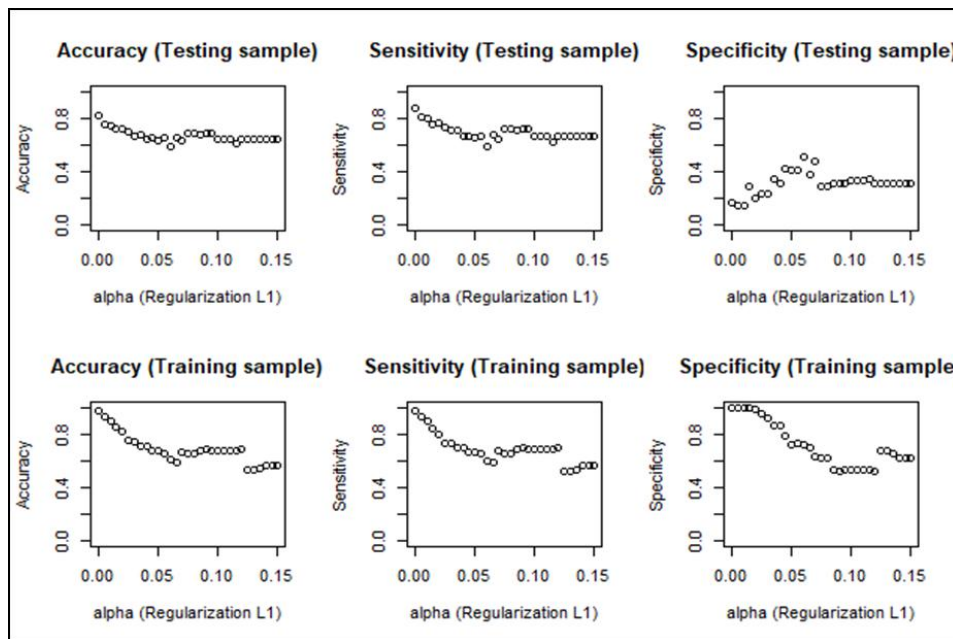 Accuracy (Testing sample)
Accuracy
0.0 0.4 0.8
0.00 0.05 0.10 0.15
alpha (Regularization L1)
Sensitivity (Testing sample)
Sensitivity
0.0 0.4 0.8
0.00 0.05 0.10 0.15
alpha (Regularization L1)
Specificity (Testing sample)
Specificity
0.0 0.4 0.8
0.00 0.05 0.10 0.15
alpha (Regularization L1)
Accuracy (Training sample)
Accuracy
0.0 0.4 0.8
0.00 0.05 0.10 0.15
alpha (Regularization L1)
Sensitivity (Training sample)
Sensitivity
0.0 0.4 0.8
0.00 0.05 0.10 0.15
alpha (Regularization L1)
Specificity (Training sample
Specificity
0.0 0.4 0.8
0.00 0.05 0.10 0.15
alpha (Regularization L1)